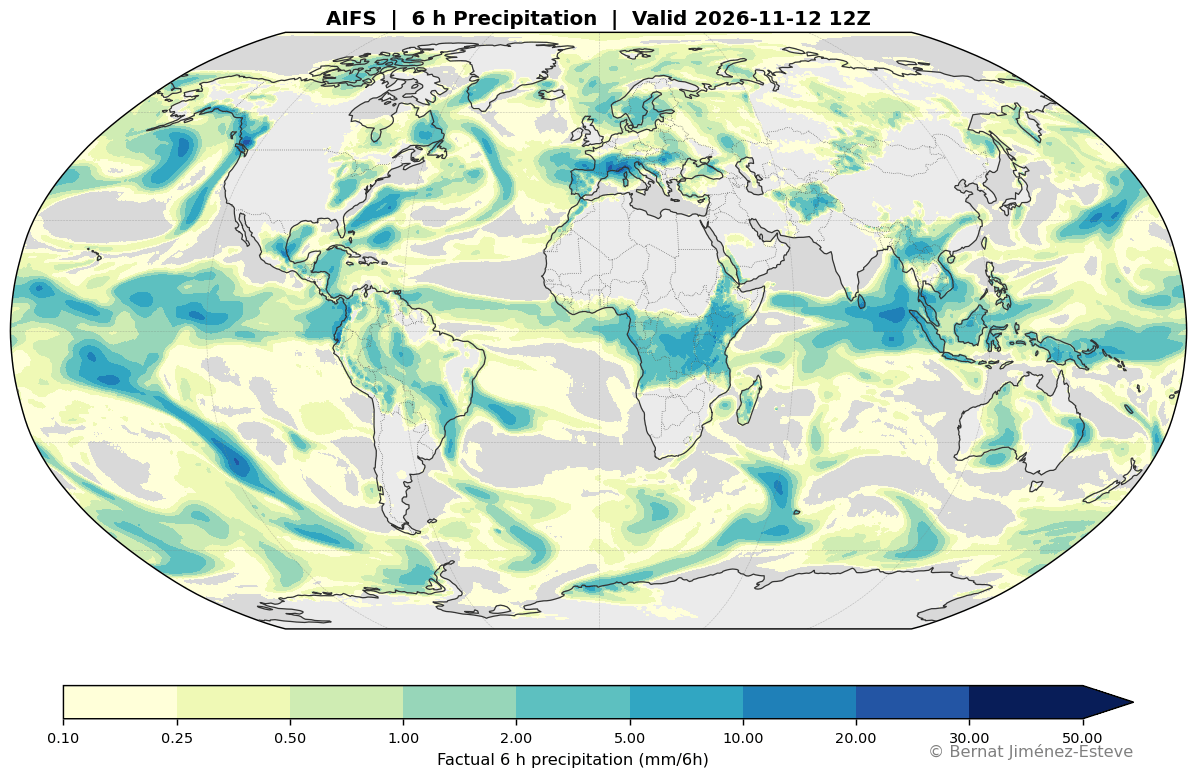 AIFS | 6 h Precipitation | Valid 2026-11-12 12Z
0.10 0.25 0.50 1.00 2.00 5.00 10.00 20.00 30.00 50.00
Factual 6 h precipitation (mm/6h)
© Bernat Jiménez-Esteve